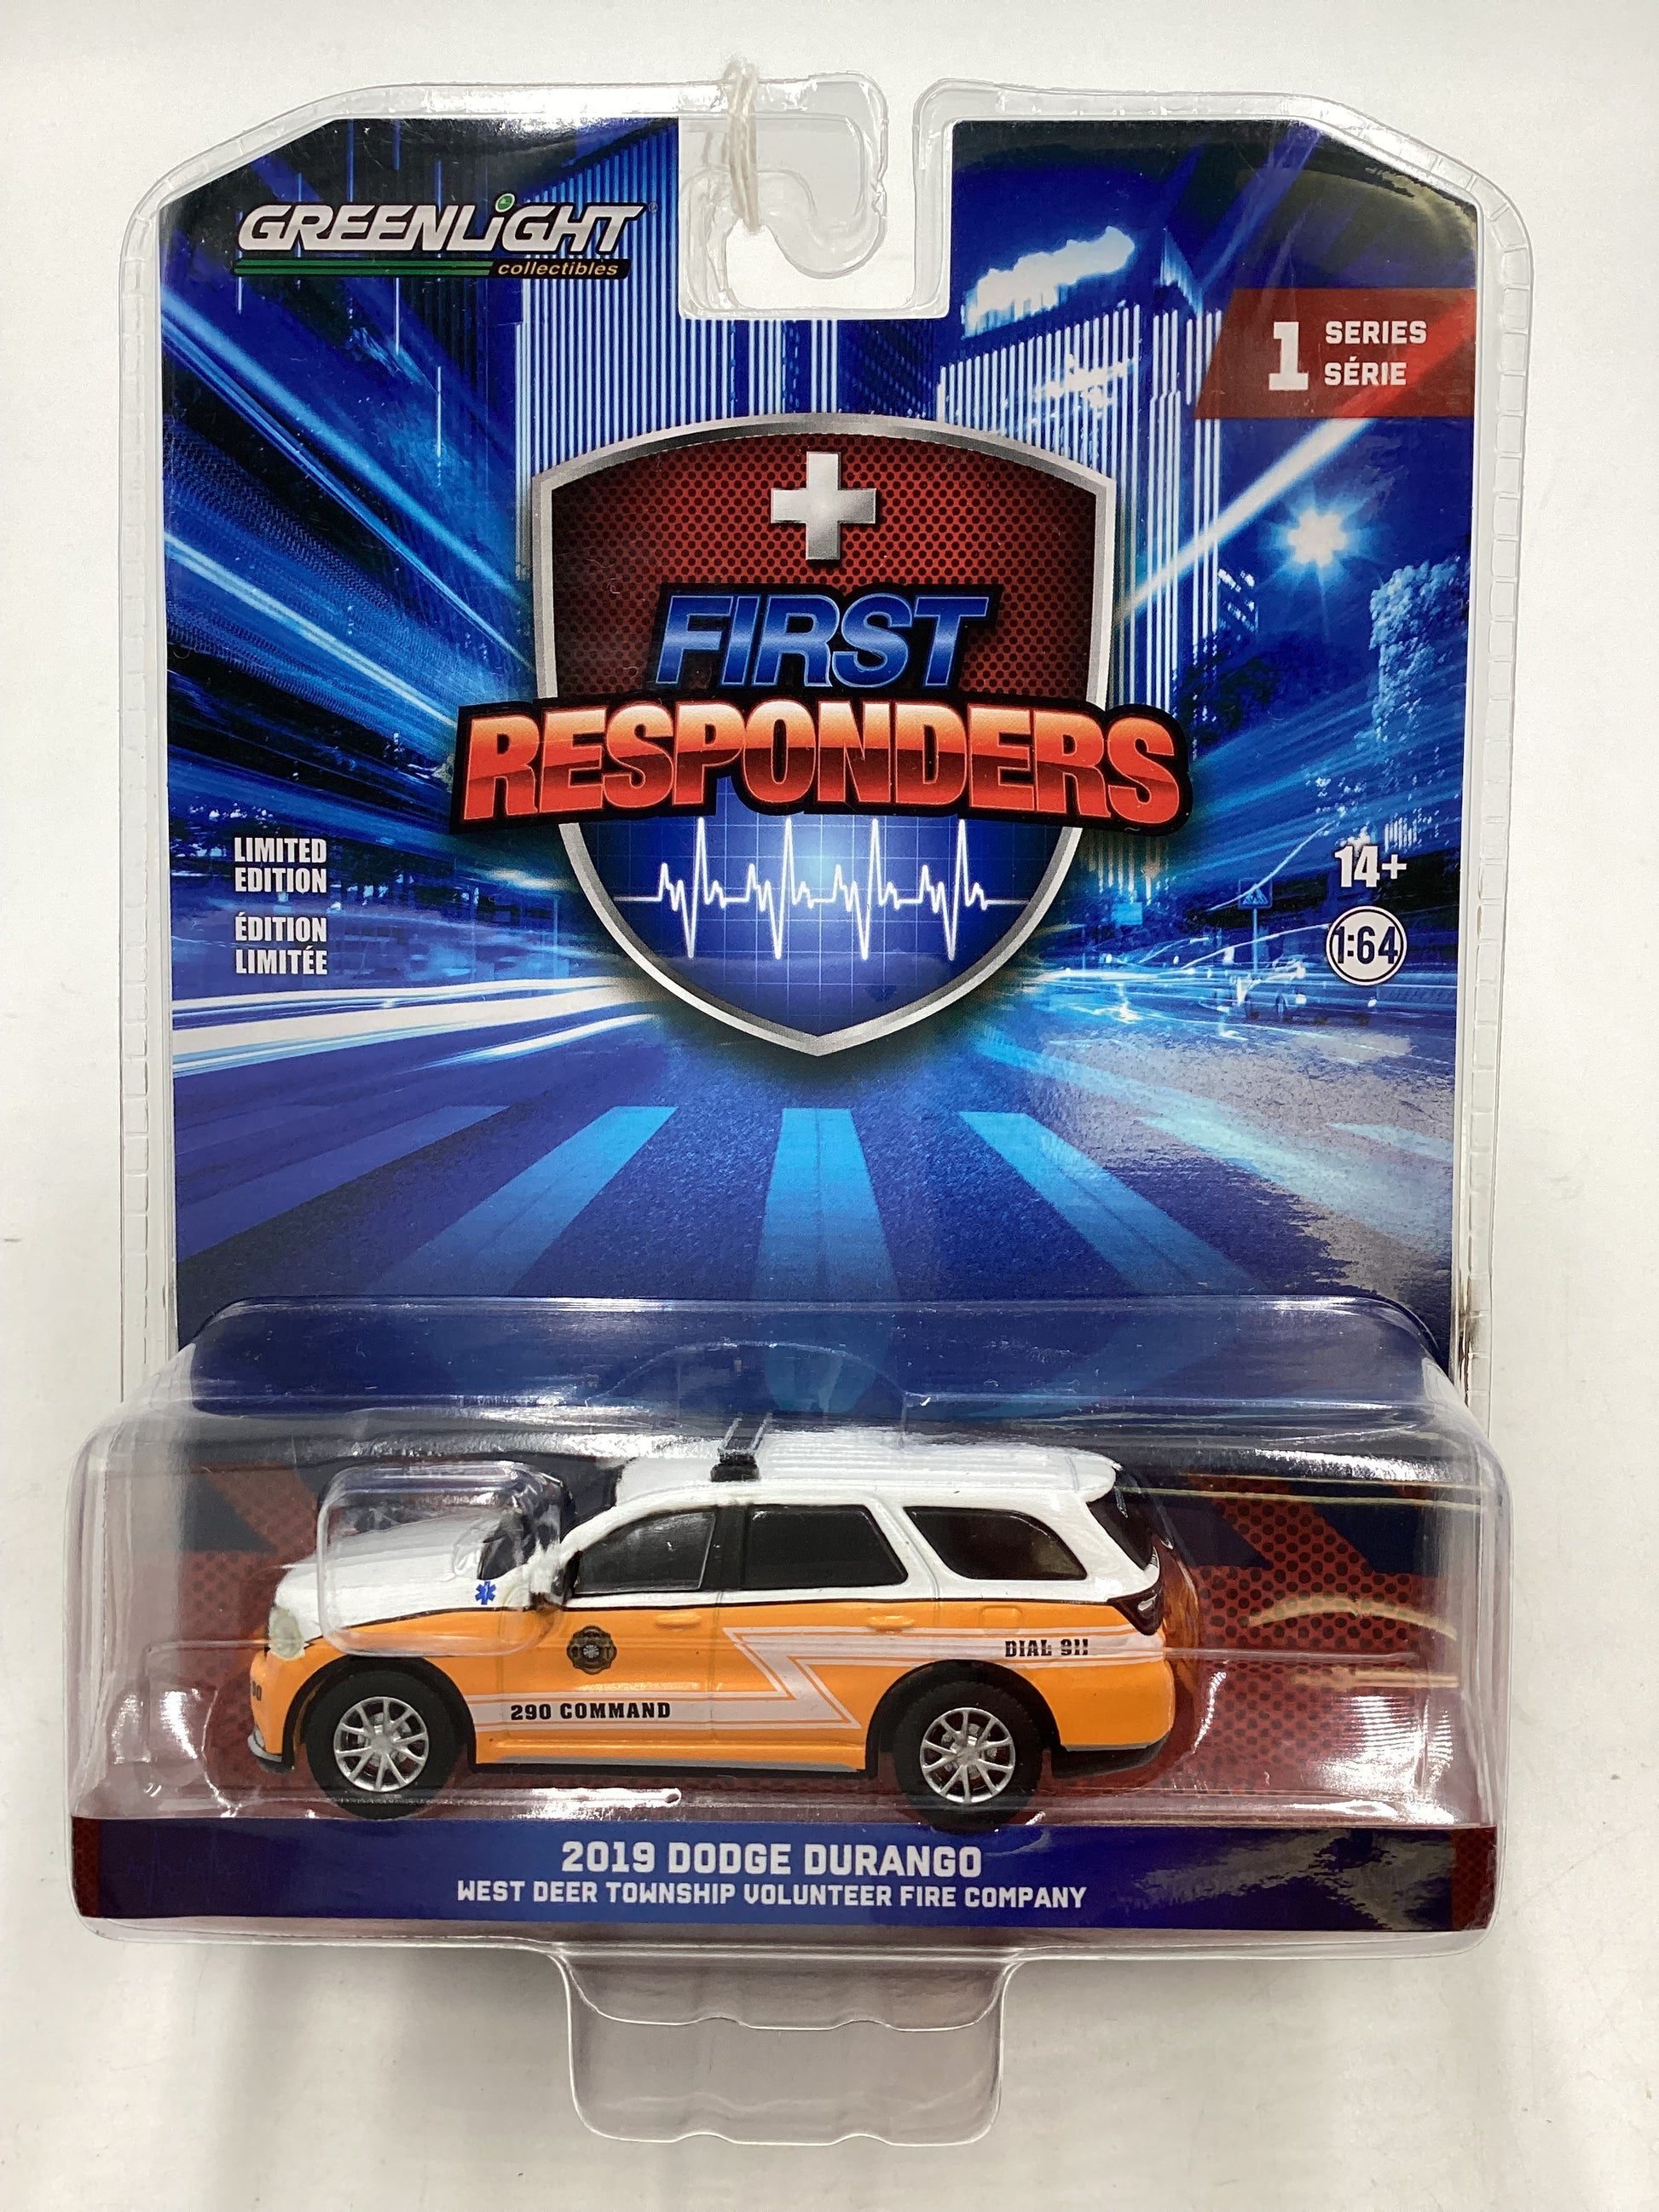 GREENLiGHT®
collectibles
1 SERIES
SÉRIE
FIRST
RESPONDERS
LIMITED
EDITION
ÉDITION
LIMITÉE
14+
1:64
DIAL 911
290 COMMAND
2019 DODGE DURANGO
WEST DEER TOWNSHIP VOLUNTEER FIRE COMPANY